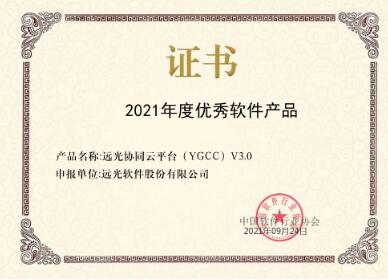 证书
2021年度优秀软件产品
产品名称:远光协同云平台（YGCC）V3.0
申报单位:远光软件股份有限公司
中国软件行业协会
2021年09月24日